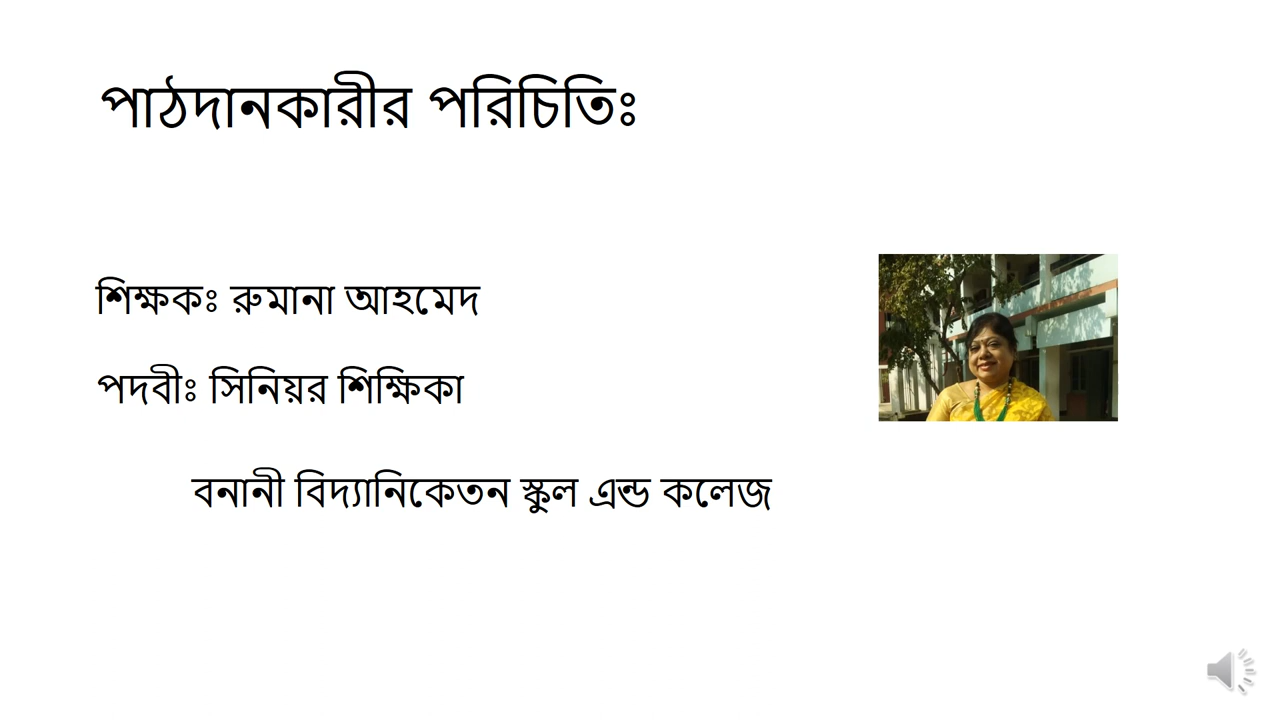 পাঠদানকারীর পরিচিতিঃ
শিক্ষকঃ রুমানা আহমেদ
পদবীঃ সিনিয়র শিক্ষিকা
বনানী বিদ্যানিকেতন স্কুল এন্ড কলেজ